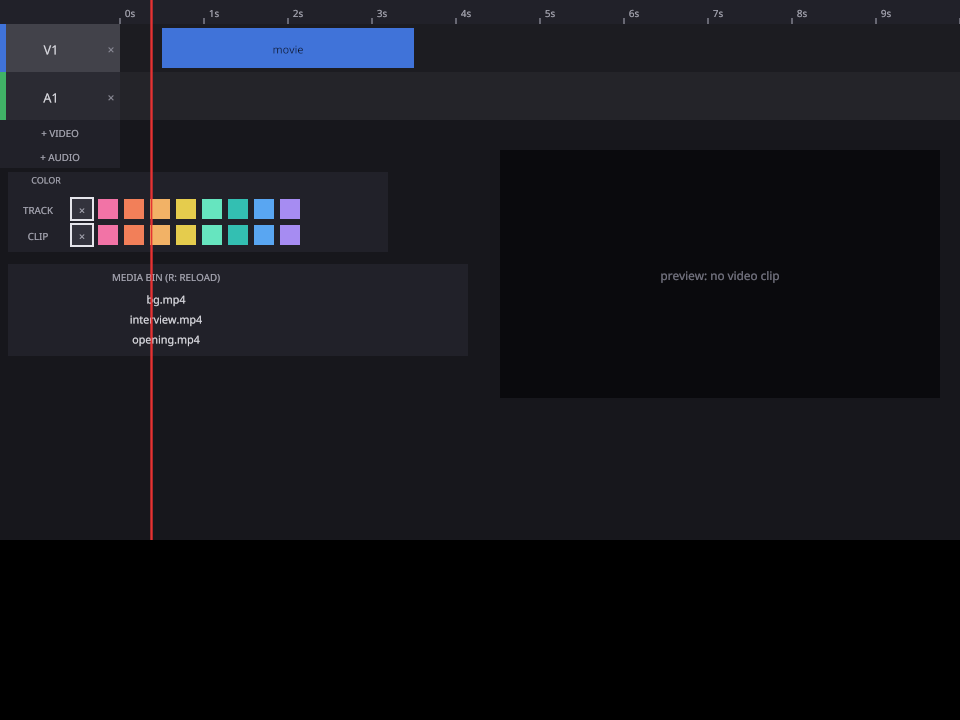 0s 1s 2s 3s 4s 5s 6s 7s 8s 9s
V1 × movie
A1 ×
+ VIDEO
+ AUDIO
COLOR
TRACK ×
CLIP ×
MEDIA BIN (R: RELOAD)
bg.mp4
interview.mp4
opening.mp4
preview: no video clip